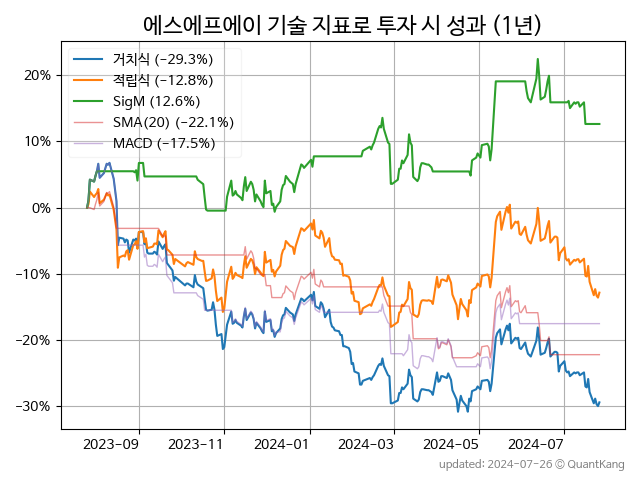 에스에프에이 기술 지표로 투자 시 성과 (1년)
거치식 (−29.3%)
적립식 (−12.8%)
SigM (12.6%)
SMA(20) (−22.1%)
MACD (−17.5%)
20%
10%
0%
−10%
−20%
−30%
2023-09 2023-11 2024-01 2024-03 2024-05 2024-07
updated: 2024-07-26 © QuantKang